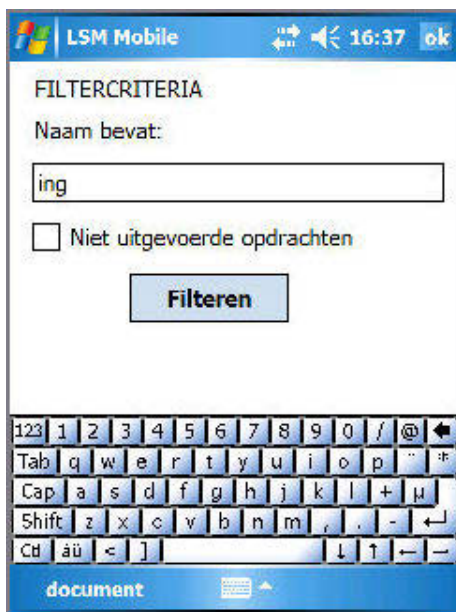 LSM Mobile 16:37 ok
FILTERCRITERIA
Naam bevat:
ing
Niet uitgevoerde opdrachten
Filteren
123 1 2 3 4 5 6 7 8 9 0 / @ 🡄
Tab q w e r t y u i o p ¨ *
Cap a s d f g h j k l + µ
Shift z x c v b n m , . - ↵
Ctl áü < ] ↓ ↑ ← →
document